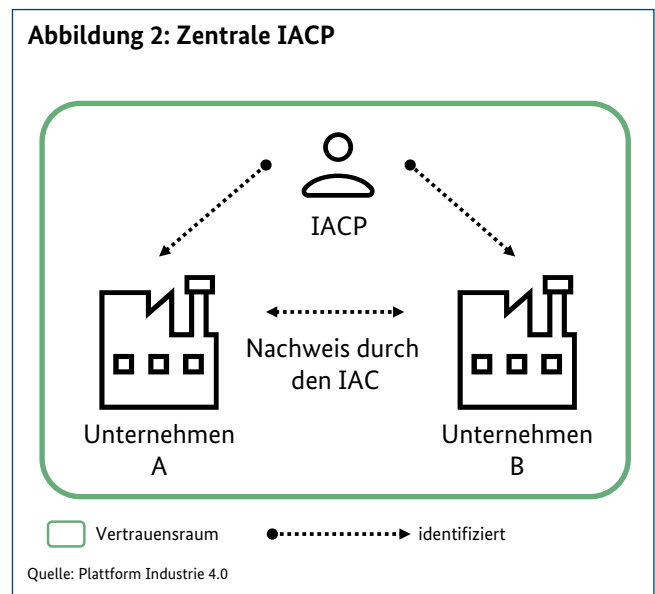 Abbildung 2: Zentrale IACP
IACP
Nachweis durch
den IAC
Unternehmen
A
Unternehmen
B
Vertrauensraum
identifiziert
Quelle: Plattform Industrie 4.0